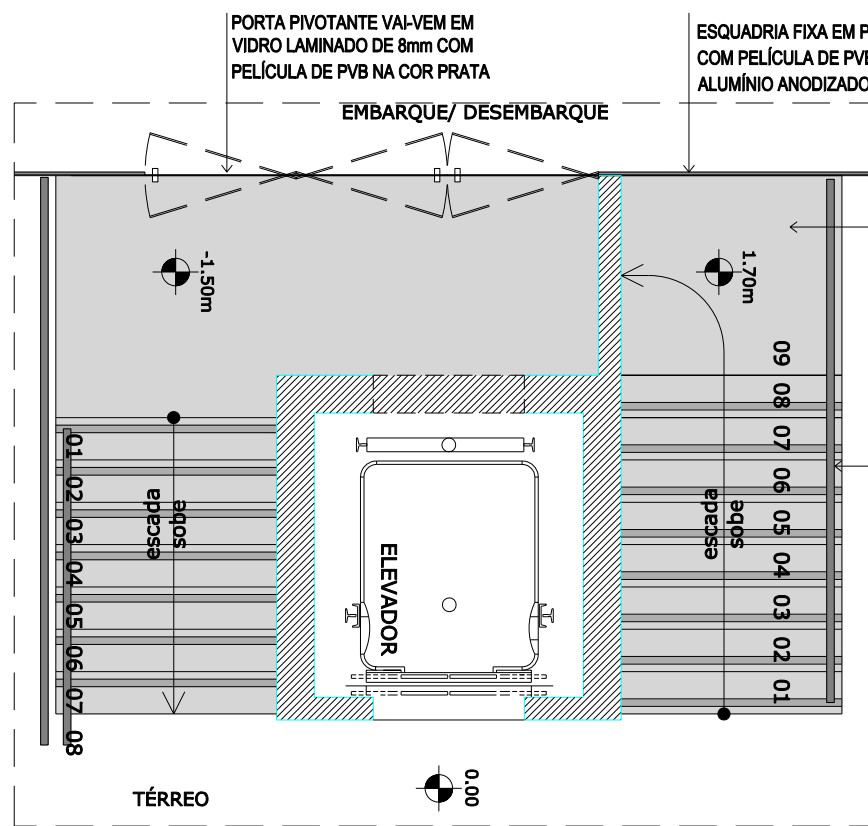 PORTA PIVOTANTE VAI-VEM EM
VIDRO LAMINADO DE 8mm COM
PELÍCULA DE PVB NA COR PRATA
ESQUADRIA FIXA EM P
COM PELÍCULA DE PVB
ALUMÍNIO ANODIZADO
EMBARQUE/ DESEMBARQUE
-1.50m
1.70m
09
08
07
06
05
04
03
02
01
escada
sobe
01
02
03
04
05
06
07
08
escada
sobe
ELEVADOR
TÉRREO
0.00